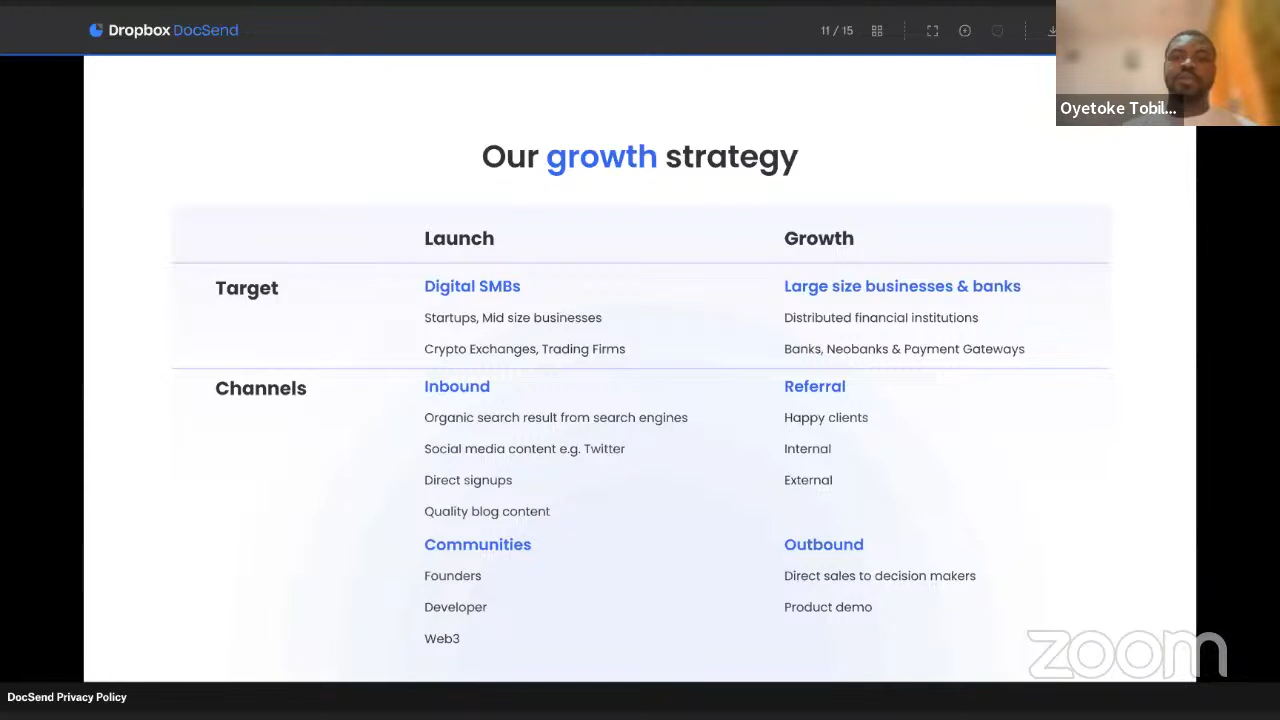 Dropbox DocSend
11 / 15
Oyetoke Tobil...
Our growth strategy
Launch
Growth
Target
Digital SMBs
Large size businesses & banks
Startups, Mid size businesses
Distributed financial institutions
Crypto Exchanges, Trading Firms
Banks, Neobanks & Payment Gateways
Channels
Inbound
Referral
Organic search result from search engines
Happy clients
Social media content e.g. Twitter
Internal
Direct signups
External
Quality blog content
Communities
Outbound
Founders
Direct sales to decision makers
Developer
Product demo
Web3
zoom
DocSend Privacy Policy